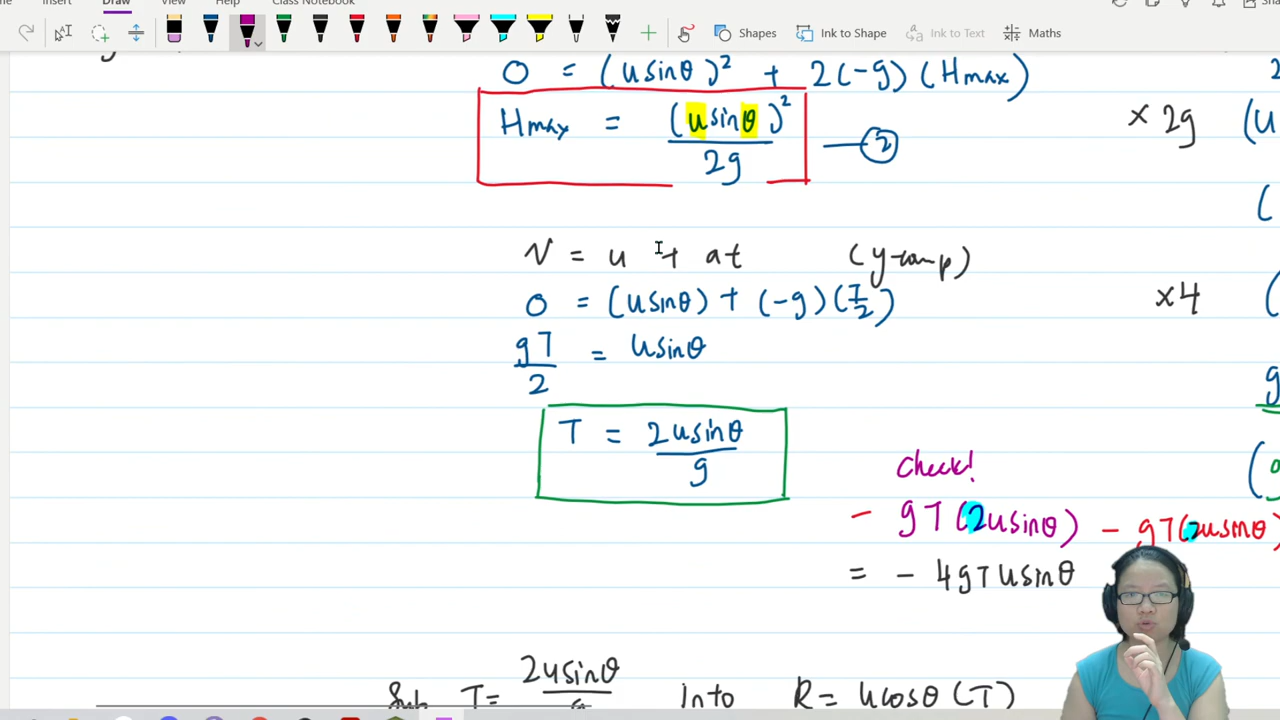 Insert Draw View Help Class Notebook
Shapes Ink to Shape Ink to Text Maths
0 = (usinθ)² + 2(-g)(Hmax)
Hmax = (usinθ)² / 2g —②
× 2g (u
(
v = u + at (y-comp)
0 = (usinθ) + (-g)(T/2)
×4 (
gT/2 = usinθ
g
T = 2usinθ / g
Check!
- gT(2usinθ) - gT(2usinθ)
= - 4gTusinθ
Sub T = 2usinθ / g into R = ucosθ(T)